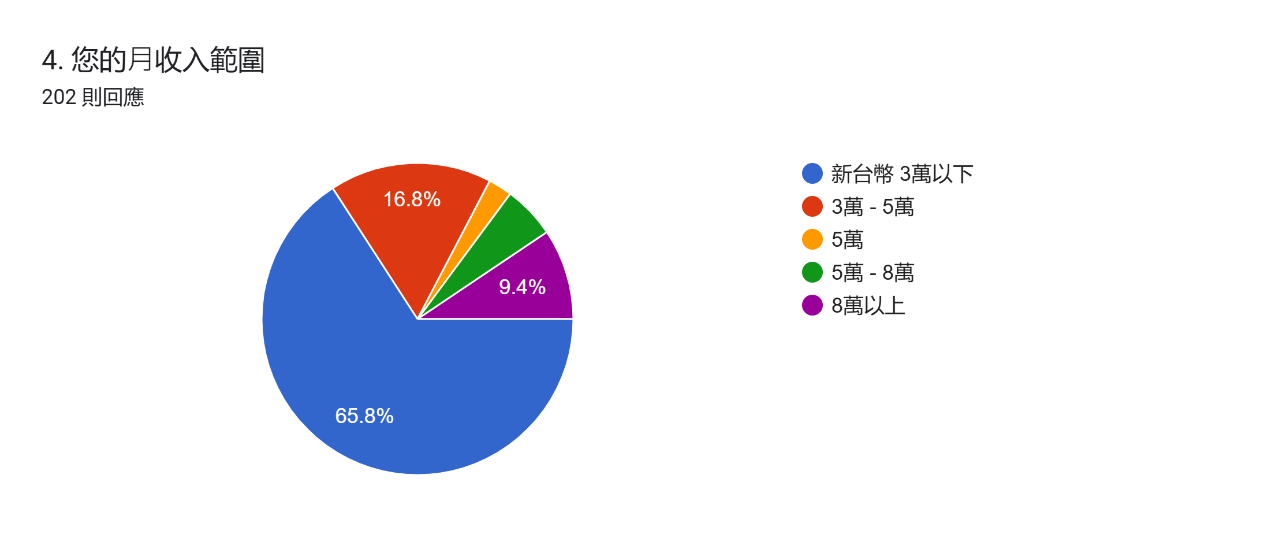 4. 您的月收入範圍
202 則回應
16.8%
9.4%
65.8%
新台幣 3萬以下
3萬 - 5萬
5萬
5萬 - 8萬
8萬以上